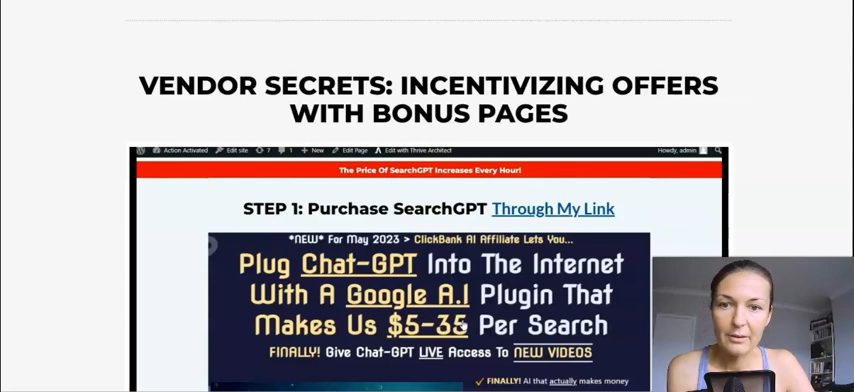 VENDOR SECRETS: INCENTIVIZING OFFERS
WITH BONUS PAGES
Action Activated Edit site 7 1 New Edit Page Edit with Thrive Architect Howdy, admin
The Price Of SearchGPT Increases Every Hour!
STEP 1: Purchase SearchGPT Through My Link
*NEW* For May 2023 > ClickBank AI Affiliate Lets You...
Plug Chat-GPT Into The Internet
With A Google A.I Plugin That
Makes Us $5-35 Per Search
FINALLY! Give Chat-GPT LIVE Access To NEW VIDEOS
✓ FINALLY! AI that actually makes money